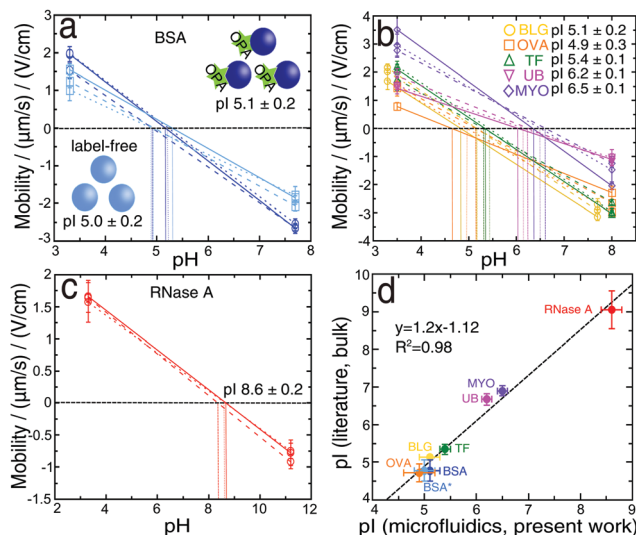 a
BSA
OPA
OPA
OPA
pI 5.1 ± 0.2
label-free
pI 5.0 ± 0.2
Mobility / (µm/s) / (V/cm)
3
2
1
0
-1
-2
-3
2 3 4 5 6 7 8
pH
b
BLG pI 5.1 ± 0.2
OVA pI 4.9 ± 0.3
TF pI 5.4 ± 0.1
UB pI 6.2 ± 0.1
MYO pI 6.5 ± 0.1
Mobility / (µm/s) / (V/cm)
4
3
2
1
0
-1
-2
-3
-4
3 4 5 6 7 8
pH
c
RNase A
pI 8.6 ± 0.2
Mobility / (µm/s) / (V/cm)
2
1.5
1
0.5
0
-0.5
-1
-1.5
2 4 6 8 10 12
pH
d
y=1.2x-1.12
R²=0.98
RNase A
MYO
UB
BLG
TF
OVA
BSA
BSA*
pI (literature, bulk)
10
9
8
7
6
5
4
4 5 6 7 8 9
pI (microfluidics, present work)